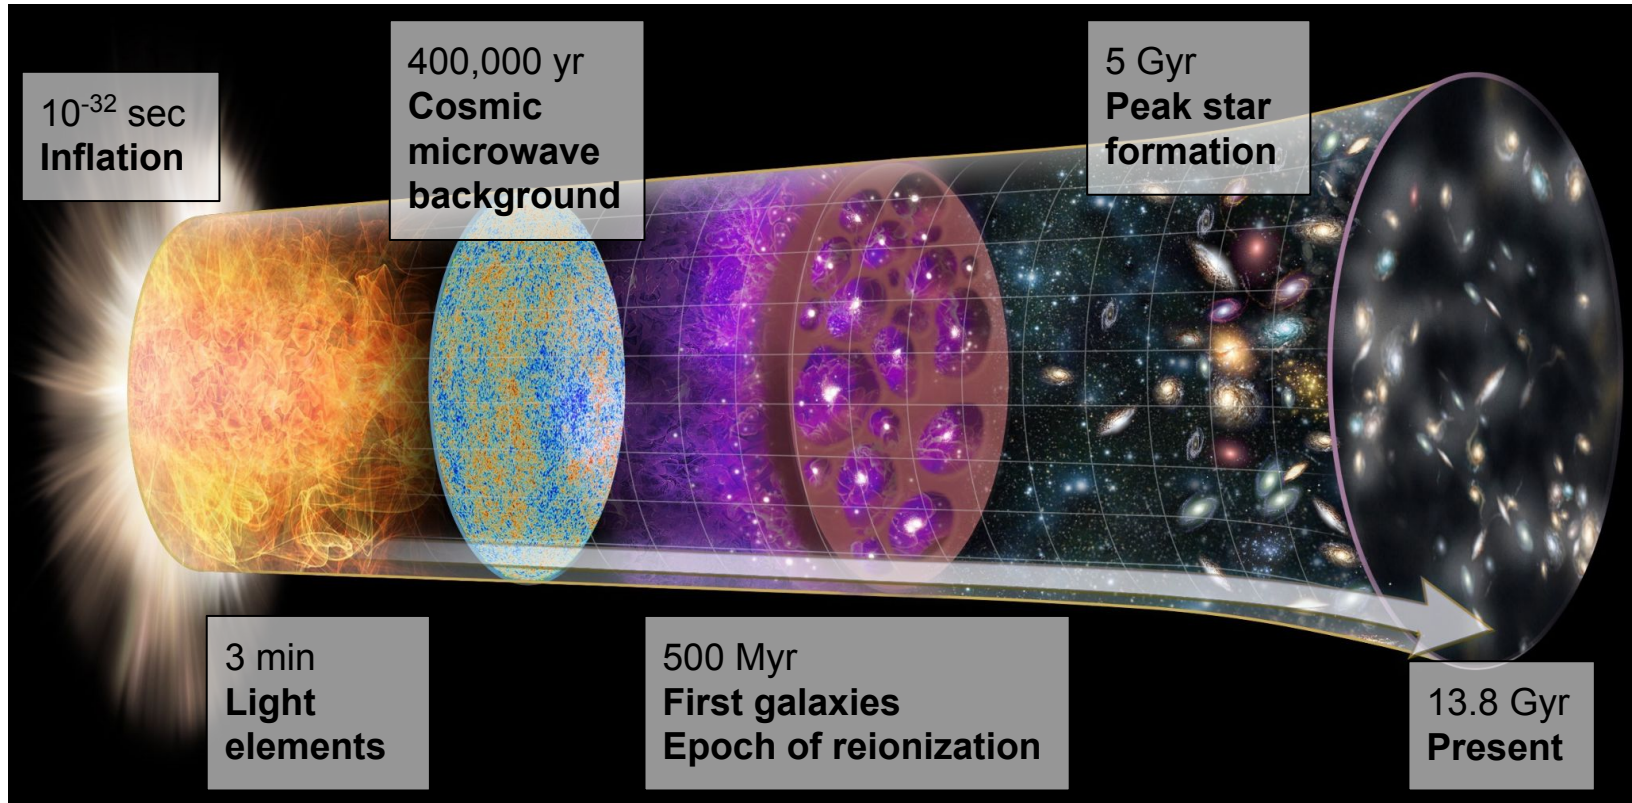 10⁻³² sec
Inflation
3 min
Light
elements
400,000 yr
Cosmic
microwave
background
500 Myr
First galaxies
Epoch of reionization
5 Gyr
Peak star
formation
13.8 Gyr
Present